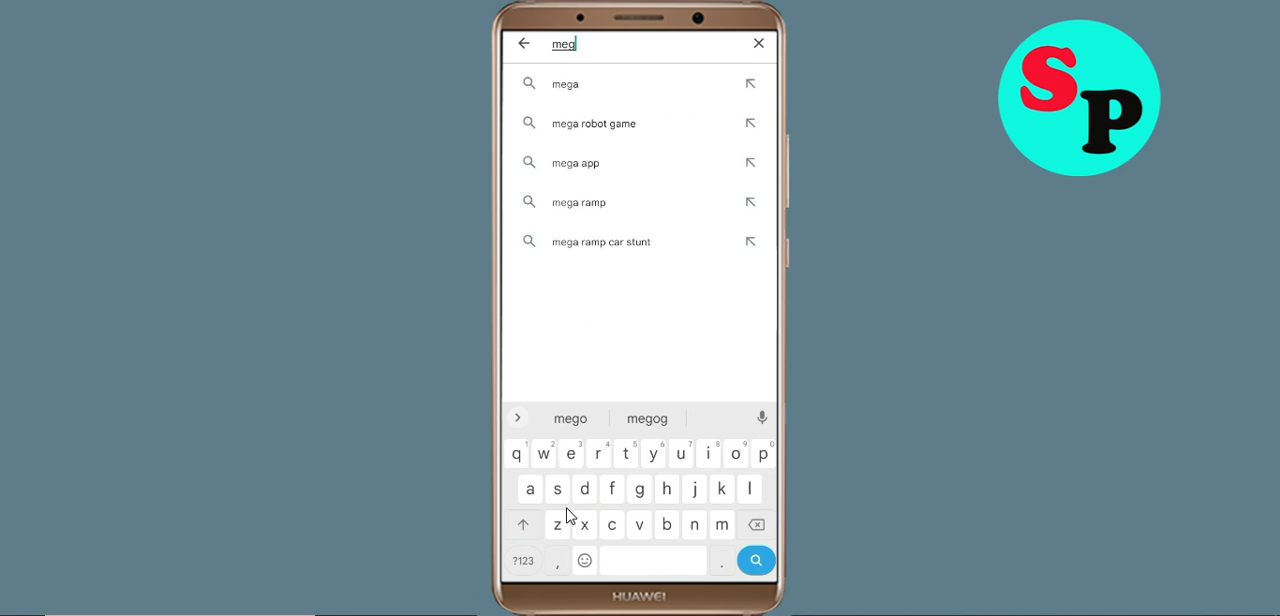 meg
SP
mega
mega robot game
mega app
mega ramp
mega ramp car stunt
mego megog
1 2 3 4 5 6 7 8 9 0
q w e r t y u i o p
a s d f g h j k l
z x c v b n m
?123 , .
HUAWEI